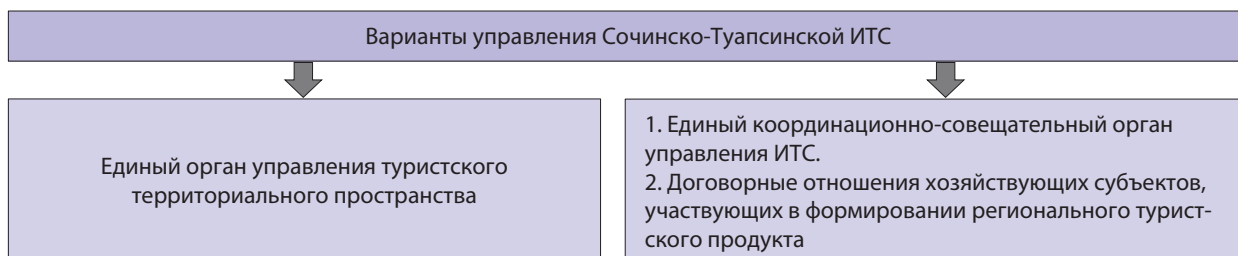 Варианты управления Сочинско-Туапсинской ИТС
Единый орган управления туристского
территориального пространства
1. Единый координационно-совещательный орган
управления ИТС.
2. Договорные отношения хозяйствующих субъектов,
участвующих в формировании регионального турист-
ского продукта